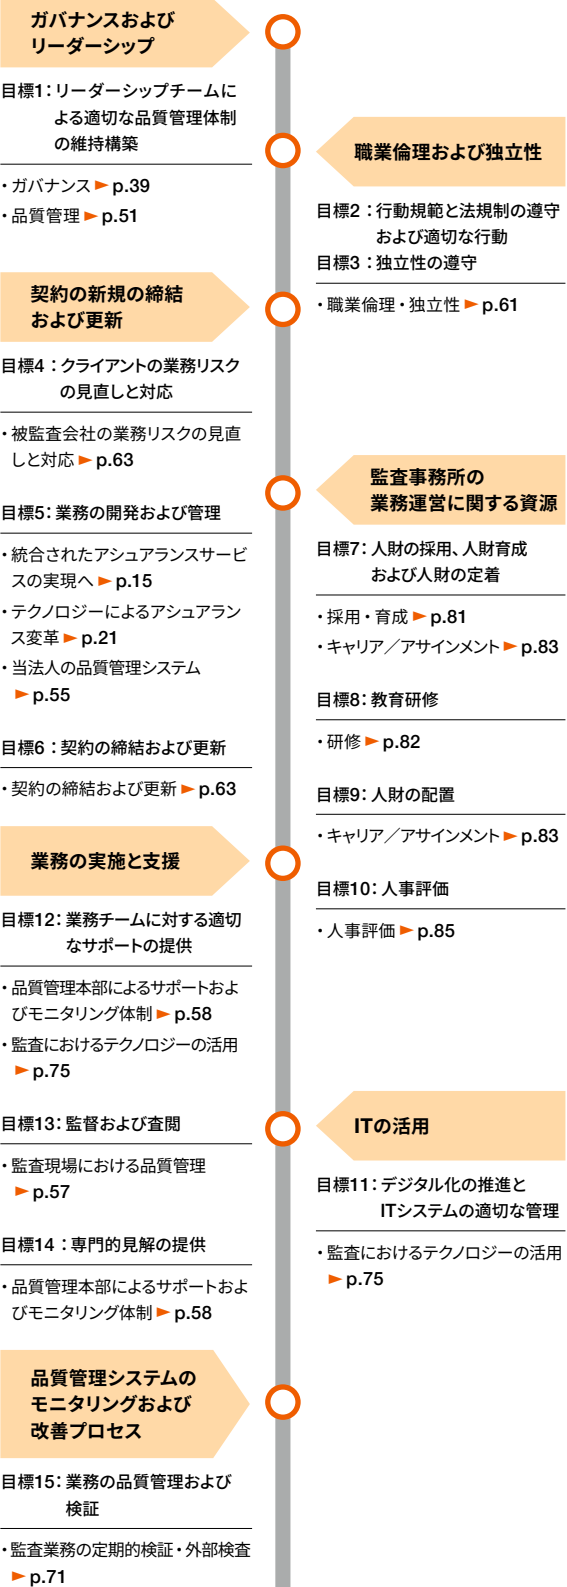 ガバナンスおよび
リーダーシップ
目標1：リーダーシップチームに
よる適切な品質管理体制
の維持構築
・ガバナンス ► p.39
・品質管理 ► p.51
職業倫理および独立性
目標2：行動規範と法規制の遵守
および適切な行動
目標3：独立性の遵守
・職業倫理・独立性 ► p.61
契約の新規の締結
および更新
目標4：クライアントの業務リスク
の見直しと対応
・被監査会社の業務リスクの見直
しと対応 ► p.63
目標5：業務の開発および管理
・統合されたアシュアランスサービ
スの実現へ ► p.15
・テクノロジーによるアシュアラン
ス変革 ► p.21
・当法人の品質管理システム
► p.55
目標6：契約の締結および更新
・契約の締結および更新 ► p.63
監査事務所の
業務運営に関する資源
目標7：人財の採用、人財育成
および人財の定着
・採用・育成 ► p.81
・キャリア／アサインメント ► p.83
目標8：教育研修
・研修 ► p.82
目標9：人財の配置
・キャリア／アサインメント ► p.83
目標10：人事評価
・人事評価 ► p.85
業務の実施と支援
目標12：業務チームに対する適切
なサポートの提供
・品質管理本部によるサポートおよ
びモニタリング体制 ► p.58
・監査におけるテクノロジーの活用
► p.75
目標13：監督および査閲
・監査現場における品質管理
► p.57
目標14：専門的見解の提供
・品質管理本部によるサポートおよ
びモニタリング体制 ► p.58
ITの活用
目標11：デジタル化の推進と
ITシステムの適切な管理
・監査におけるテクノロジーの活用
► p.75
品質管理システムの
モニタリングおよび
改善プロセス
目標15：業務の品質管理および
検証
・監査業務の定期的検証・外部検査
► p.71